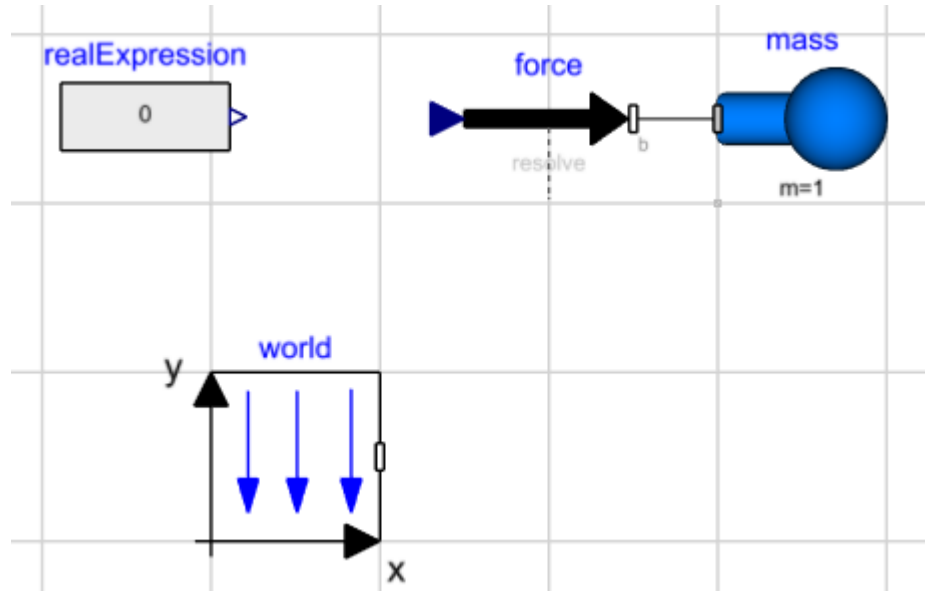 realExpression
0
force
mass
b
resolve
m=1
world
y
x